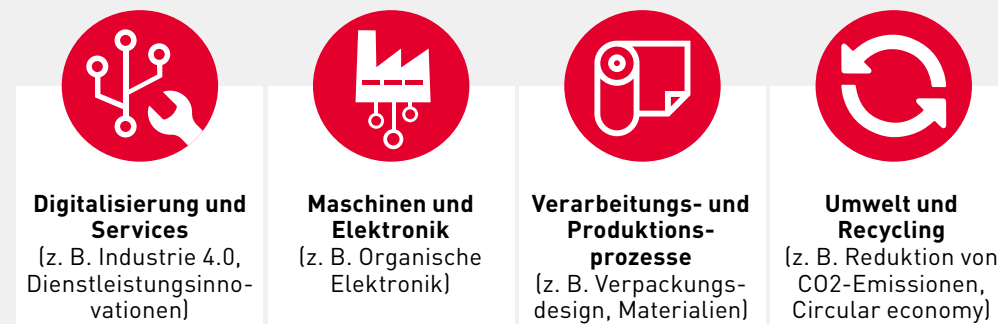 Digitalisierung und
Services
(z. B. Industrie 4.0,
Dienstleistungsinno-
vationen)
Maschinen und
Elektronik
(z. B. Organische
Elektronik)
Verarbeitungs- und
Produktions-
prozesse
(z. B. Verpackungs-
design, Materialien)
Umwelt und
Recycling
(z. B. Reduktion von
CO2-Emissionen,
Circular economy)